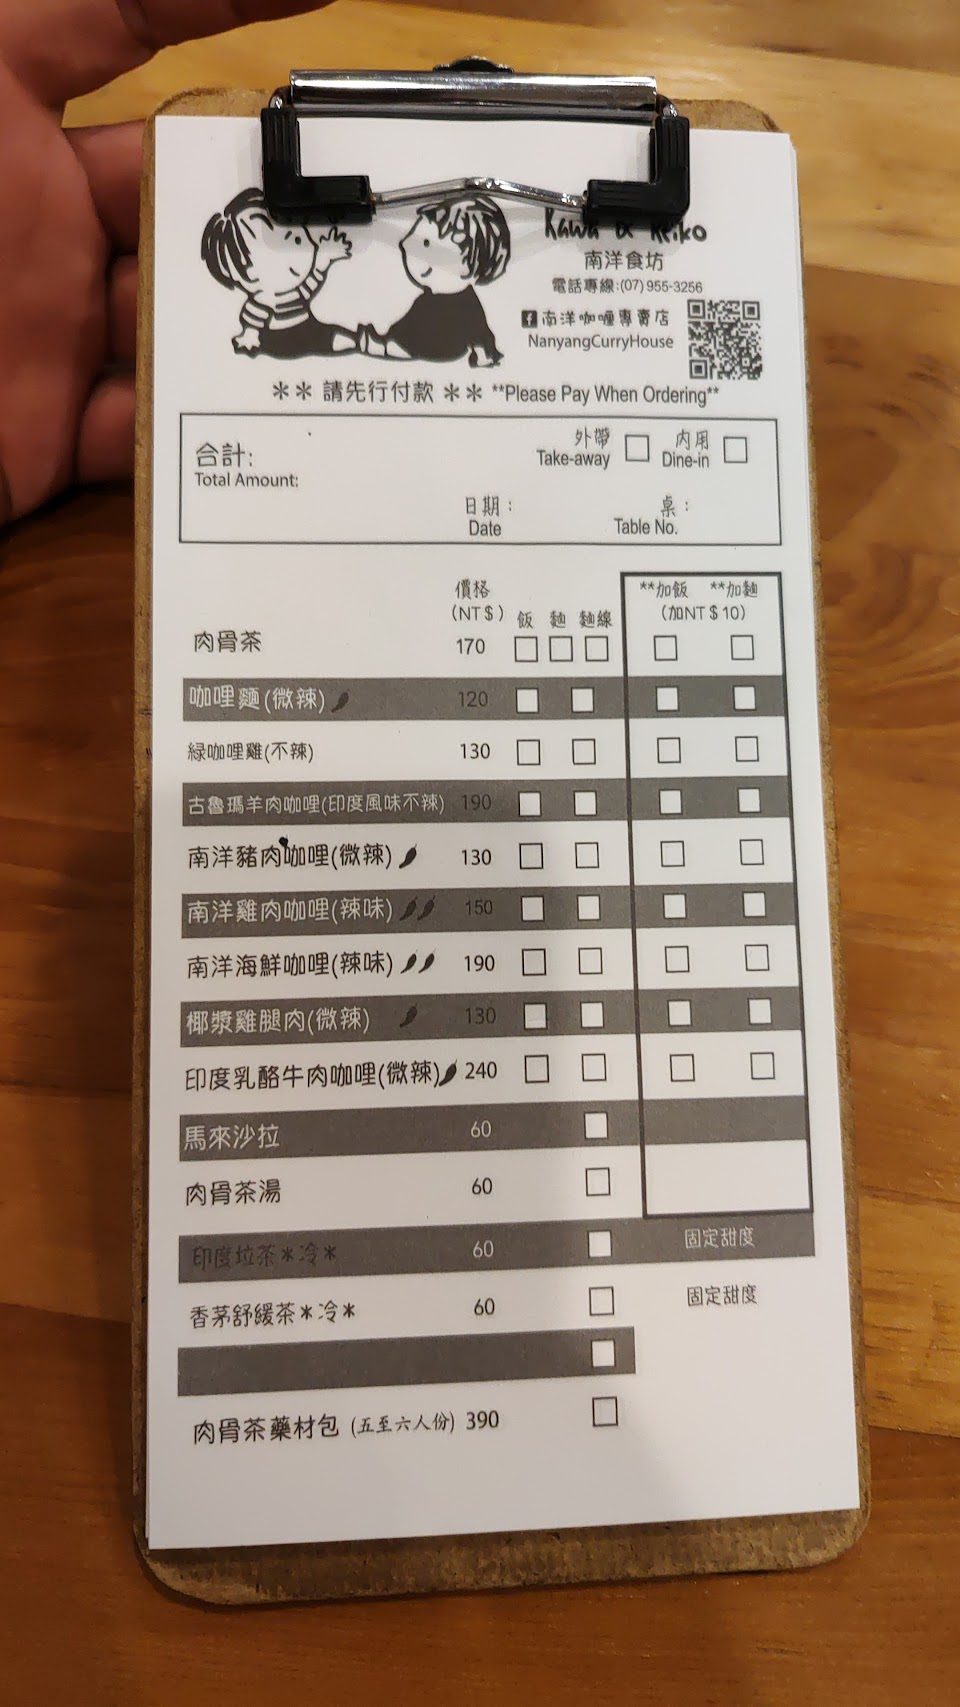 Kawa & Keiko
南洋食坊
電話專線:(07) 955-3256
南洋咖喱專賣店
NanyangCurryHouse
** 請先行付款 ** **Please Pay When Ordering**
合計:
Total Amount:
外帶 內用
Take-away Dine-in
日期: 桌:
Date Table No.
價格 **加飯 **加麵
(NT$) 飯 麵 麵線 (加NT$10)
肉骨茶 170
咖哩麵(微辣) 120
綠咖哩雞(不辣) 130
古魯瑪羊肉咖哩(印度風味不辣) 190
南洋豬肉咖哩(微辣) 130
南洋雞肉咖哩(辣味) 150
南洋海鮮咖哩(辣味) 190
椰漿雞腿肉(微辣) 130
印度乳酪牛肉咖哩(微辣) 240
馬來沙拉 60
肉骨茶湯 60
印度垃茶*冷* 60 固定甜度
香茅舒緩茶*冷* 60 固定甜度
肉骨茶藥材包 (五至六人份) 390